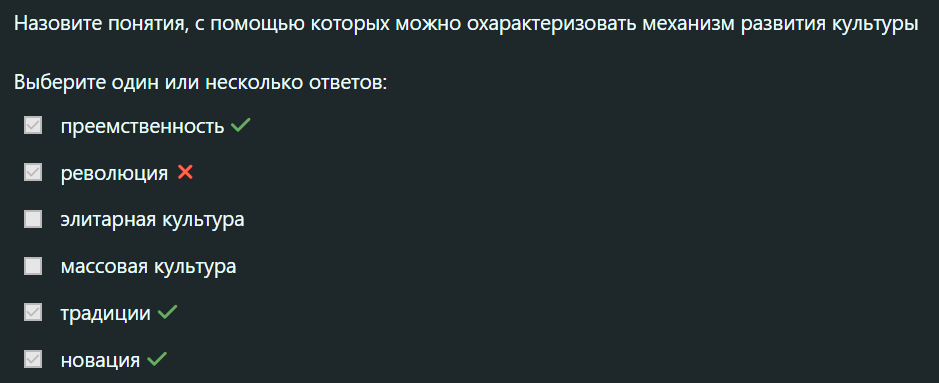 Назовите понятия, с помощью которых можно охарактеризовать механизм развития культуры
Выберите один или несколько ответов:
преемственность
революция
элитарная культура
массовая культура
традиции
новация